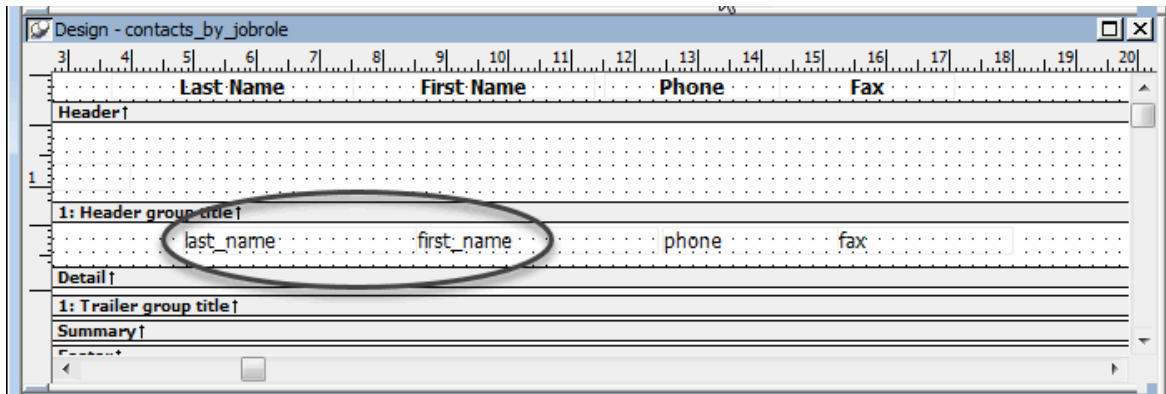 Design - contacts_by_jobrole
3 4 5 6 7 8 9 10 11 12 13 14 15 16 17 18 19 20
Last Name First Name Phone Fax
Header↑
1
1: Header group title↑
last_name first_name phone fax
Detail↑
1: Trailer group title↑
Summary↑